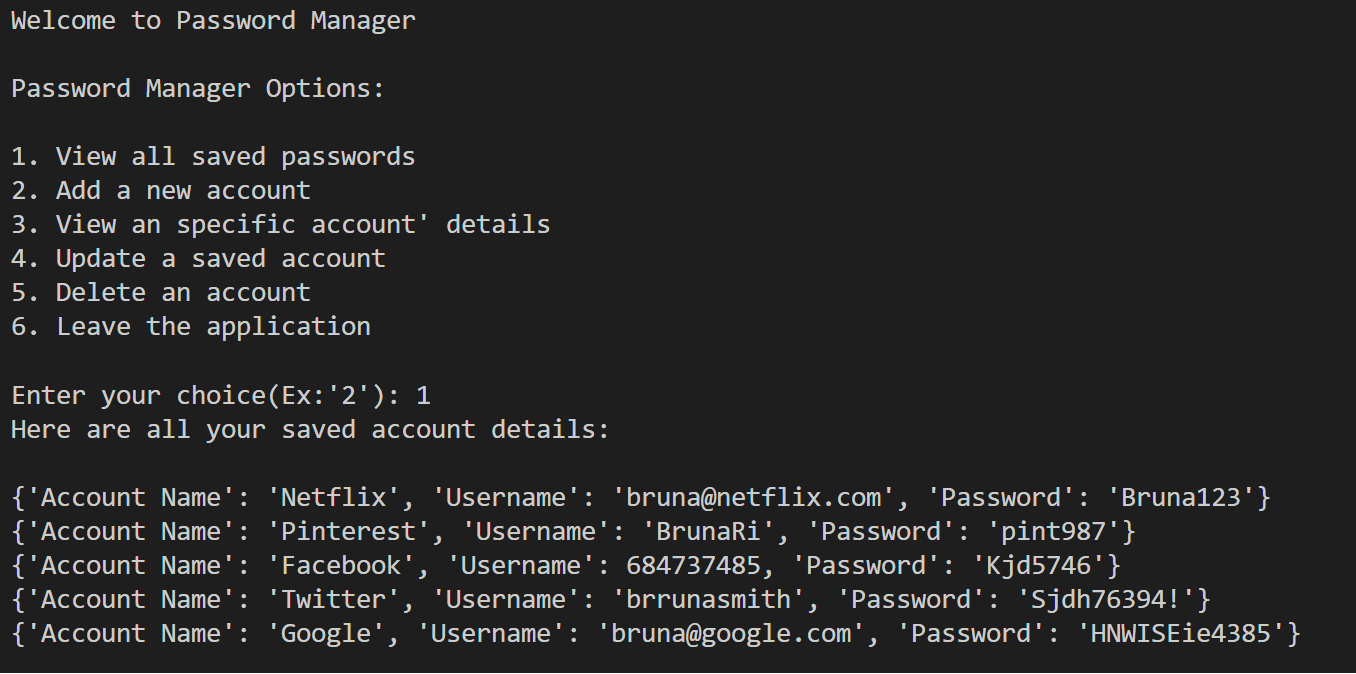 Welcome to Password Manager
Password Manager Options:
1. View all saved passwords
2. Add a new account
3. View an specific account' details
4. Update a saved account
5. Delete an account
6. Leave the application
Enter your choice(Ex:'2'): 1
Here are all your saved account details:
{'Account Name': 'Netflix', 'Username': 'bruna@netflix.com', 'Password': 'Bruna123'}
{'Account Name': 'Pinterest', 'Username': 'BrunaRi', 'Password': 'pint987'}
{'Account Name': 'Facebook', 'Username': 684737485, 'Password': 'Kjd5746'}
{'Account Name': 'Twitter', 'Username': 'brrunasmith', 'Password': 'Sjdh76394!'}
{'Account Name': 'Google', 'Username': 'bruna@google.com', 'Password': 'HNWISEie4385'}